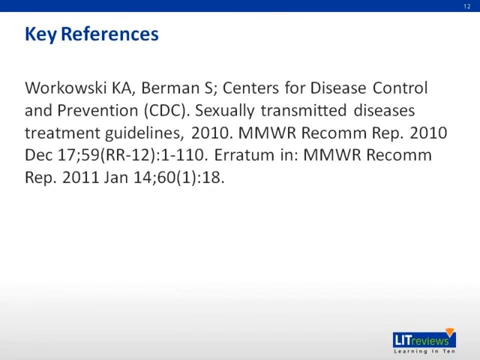 12
Key References
Workowski KA, Berman S; Centers for Disease Control
and Prevention (CDC). Sexually transmitted diseases
treatment guidelines, 2010. MMWR Recomm Rep. 2010
Dec 17;59(RR-12):1-110. Erratum in: MMWR Recomm
Rep. 2011 Jan 14;60(1):18.
LITreviews
Learning in Ten